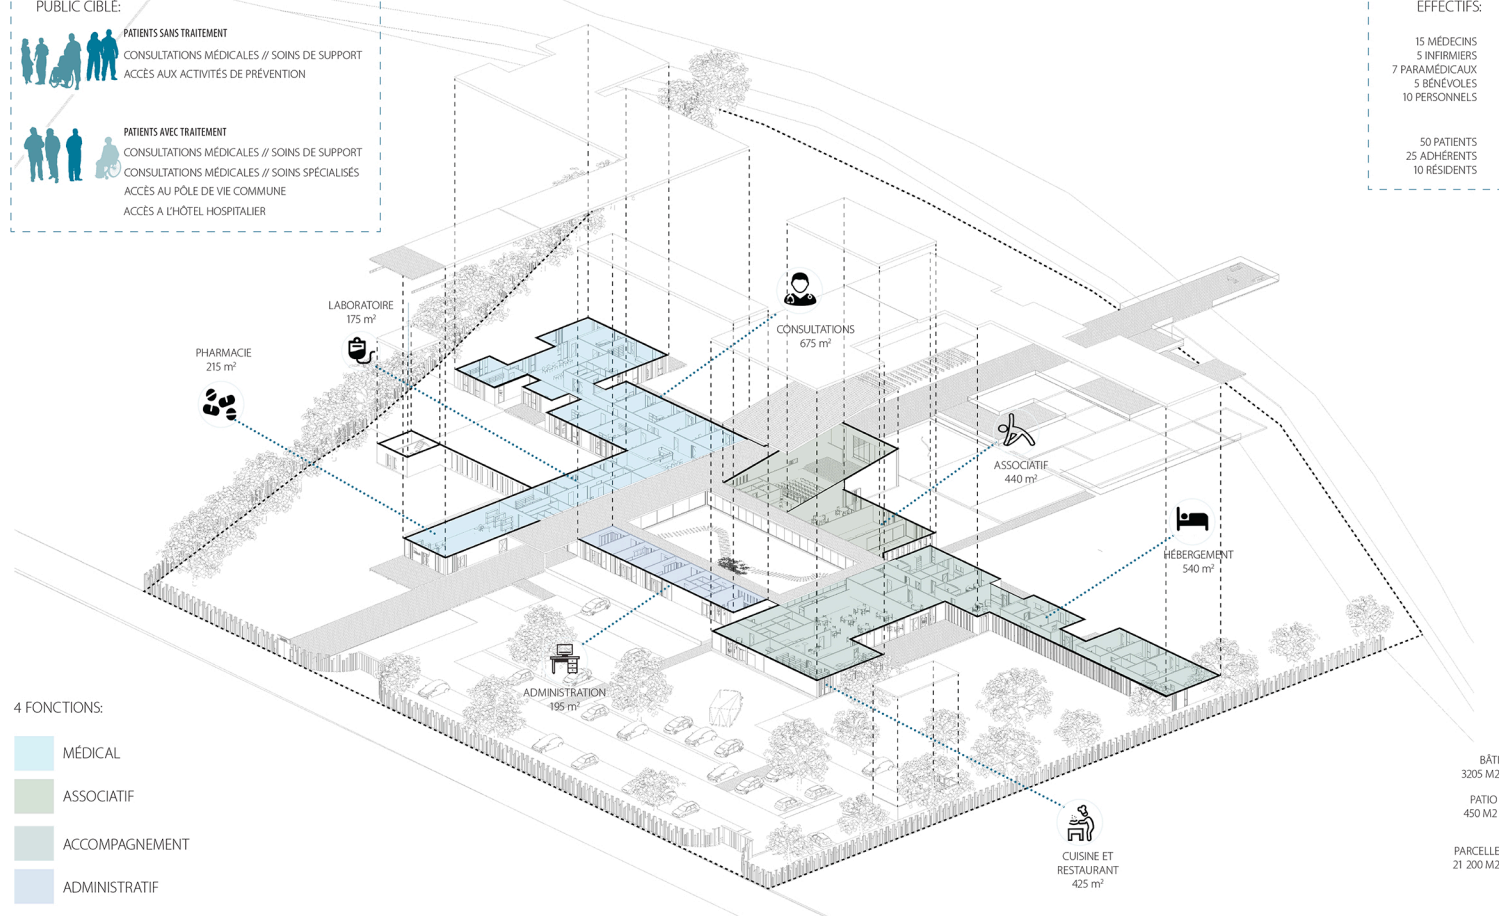 PUBLIC CIBLE:
PATIENTS SANS TRAITEMENT
CONSULTATIONS MÉDICALES // SOINS DE SUPPORT
ACCÈS AUX ACTIVITÉS DE PRÉVENTION
PATIENTS AVEC TRAITEMENT
CONSULTATIONS MÉDICALES // SOINS DE SUPPORT
CONSULTATIONS MÉDICALES // SOINS SPÉCIALISÉS
ACCÈS AU PÔLE DE VIE COMMUNE
ACCÈS A L'HÔTEL HOSPITALIER
EFFECTIFS:
15 MÉDECINS
5 INFIRMIERS
7 PARAMÉDICAUX
5 BÉNÉVOLES
10 PERSONNELS
50 PATIENTS
25 ADHÉRENTS
10 RÉSIDENTS
LABORATOIRE
175 m²
PHARMACIE
215 m²
CONSULTATIONS
675 m²
ASSOCIATIF
440 m²
HÉBERGEMENT
540 m²
ADMINISTRATION
195 m²
CUISINE ET
RESTAURANT
425 m²
4 FONCTIONS:
MÉDICAL
ASSOCIATIF
ACCOMPAGNEMENT
ADMINISTRATIF
BÂTI
3205 M2
PATIO
450 M2
PARCELLE
21 200 M2